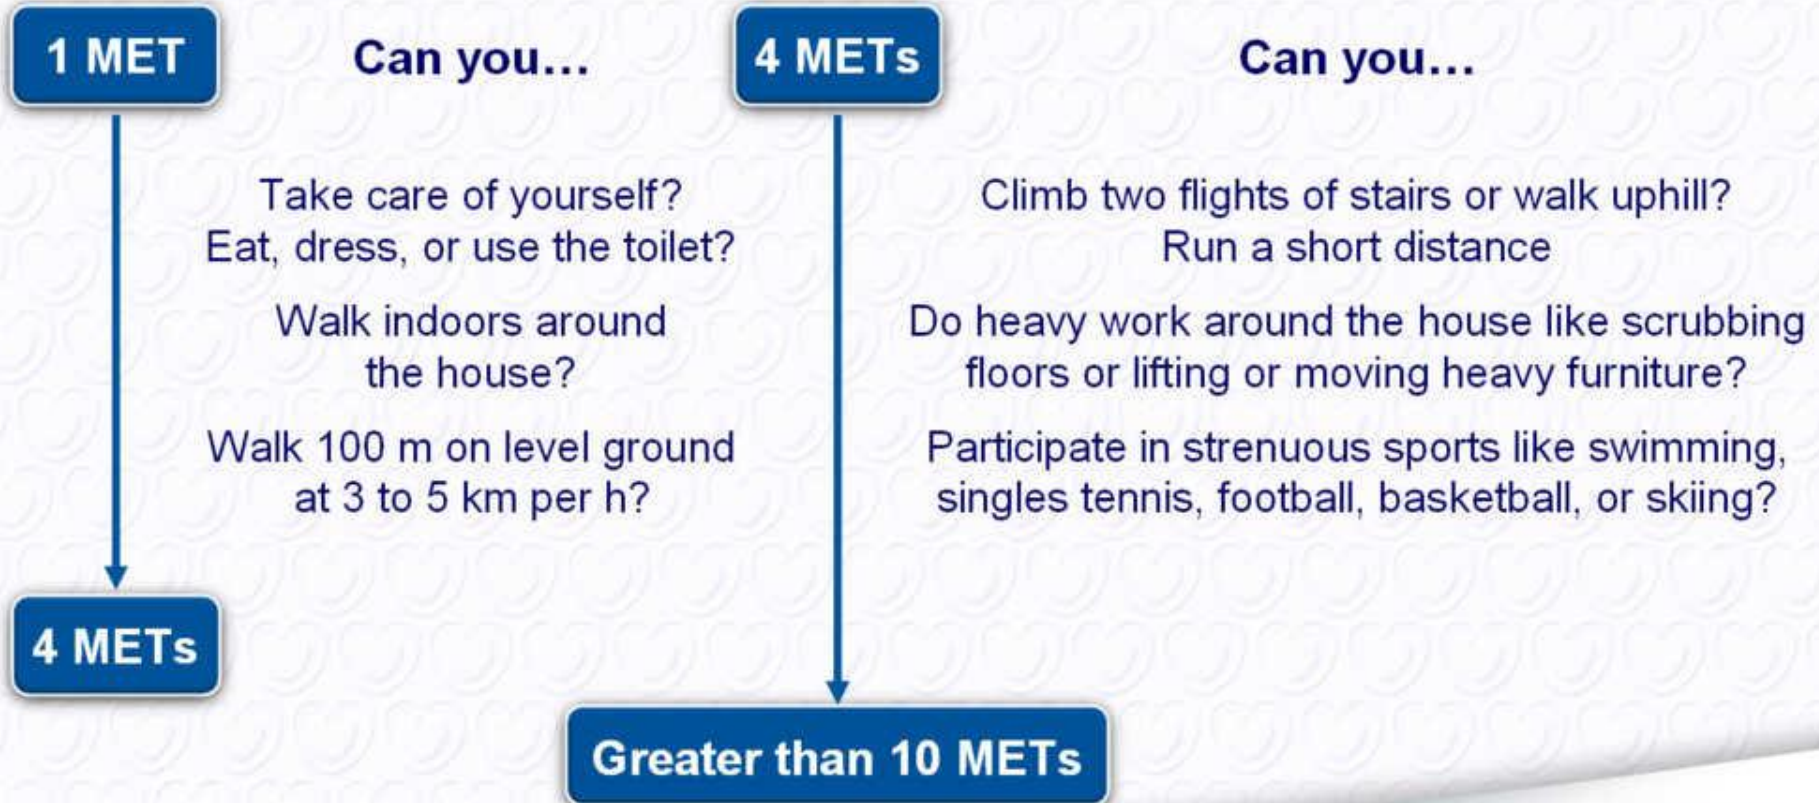 1 MET
Can you...
Take care of yourself?
Eat, dress, or use the toilet?
Walk indoors around
the house?
Walk 100 m on level ground
at 3 to 5 km per h?
4 METs
4 METs
Can you...
Climb two flights of stairs or walk uphill?
Run a short distance
Do heavy work around the house like scrubbing
floors or lifting or moving heavy furniture?
Participate in strenuous sports like swimming,
singles tennis, football, basketball, or skiing?
Greater than 10 METs